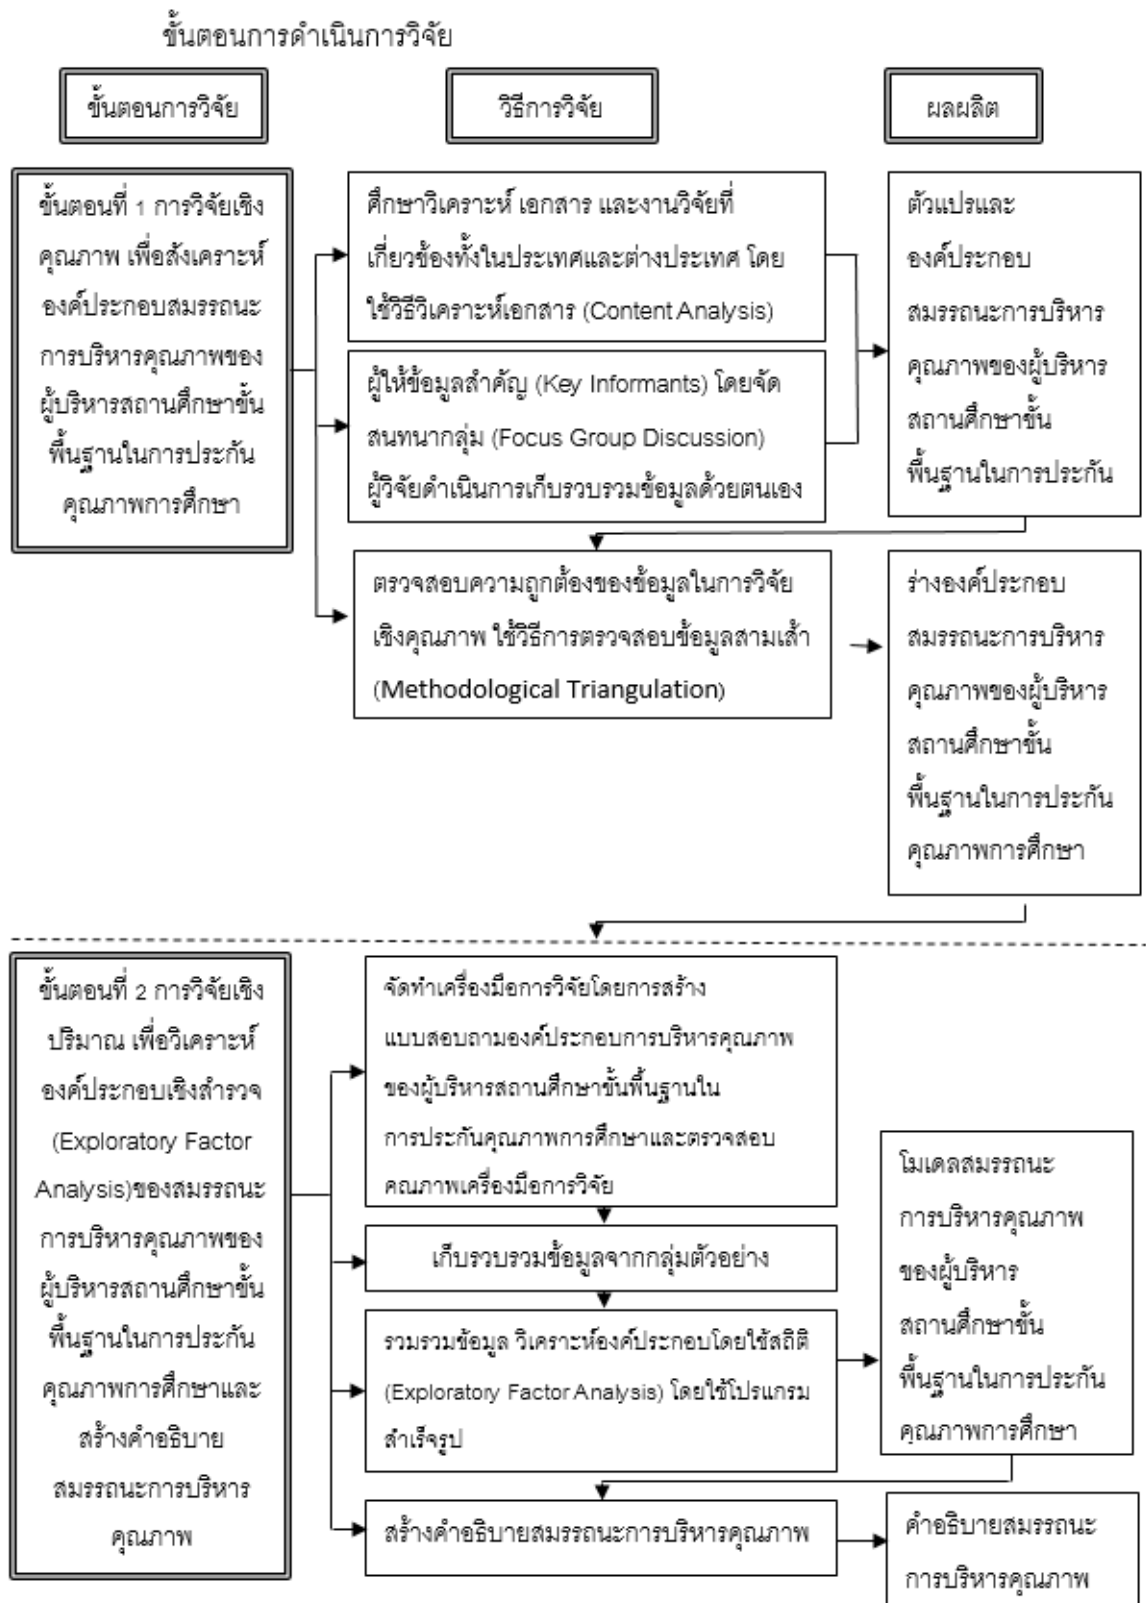 ขั้นตอนการดำเนินการวิจัย
ขั้นตอนการวิจัย
วิธีการวิจัย
ผลผลิต
ขั้นตอนที่ 1 การวิจัยเชิง
คุณภาพ เพื่อสังเคราะห์
องค์ประกอบสมรรถนะ
การบริหารคุณภาพของ
ผู้บริหารสถานศึกษาขั้น
พื้นฐานในการประกัน
คุณภาพการศึกษา
ศึกษาวิเคราะห์ เอกสาร และงานวิจัยที่
เกี่ยวข้องทั้งในประเทศและต่างประเทศ โดย
ใช้วิธีวิเคราะห์เอกสาร (Content Analysis)
ผู้ให้ข้อมูลสำคัญ (Key Informants) โดยจัด
สนทนากลุ่ม (Focus Group Discussion)
ผู้วิจัยดำเนินการเก็บรวบรวมข้อมูลด้วยตนเอง
ตัวแปรและ
องค์ประกอบ
สมรรถนะการบริหาร
คุณภาพของผู้บริหาร
สถานศึกษาขั้น
พื้นฐานในการประกัน
ตรวจสอบความถูกต้องของข้อมูลในการวิจัย
เชิงคุณภาพ ใช้วิธีการตรวจสอบข้อมูลสามเส้า
(Methodological Triangulation)
ร่างองค์ประกอบ
สมรรถนะการบริหาร
คุณภาพของผู้บริหาร
สถานศึกษาขั้น
พื้นฐานในการประกัน
คุณภาพการศึกษา
ขั้นตอนที่ 2 การวิจัยเชิง
ปริมาณ เพื่อวิเคราะห์
องค์ประกอบเชิงสำรวจ
(Exploratory Factor
Analysis)ของสมรรถนะ
การบริหารคุณภาพของ
ผู้บริหารสถานศึกษาขั้น
พื้นฐานในการประกัน
คุณภาพการศึกษาและ
สร้างคำอธิบาย
สมรรถนะการบริหาร
คุณภาพ
จัดทำเครื่องมือการวิจัยโดยการสร้าง
แบบสอบถามองค์ประกอบการบริหารคุณภาพ
ของผู้บริหารสถานศึกษาขั้นพื้นฐานใน
การประกันคุณภาพการศึกษาและตรวจสอบ
คุณภาพเครื่องมือการวิจัย
เก็บรวบรวมข้อมูลจากกลุ่มตัวอย่าง
รวมรวมข้อมูล วิเคราะห์องค์ประกอบโดยใช้สถิติ
(Exploratory Factor Analysis) โดยใช้โปรแกรม
สำเร็จรูป
โมเดลสมรรถนะ
การบริหารคุณภาพ
ของผู้บริหาร
สถานศึกษาขั้น
พื้นฐานในการประกัน
คุณภาพการศึกษา
สร้างคำอธิบายสมรรถนะการบริหารคุณภาพ
คำอธิบายสมรรถนะ
การบริหารคุณภาพ